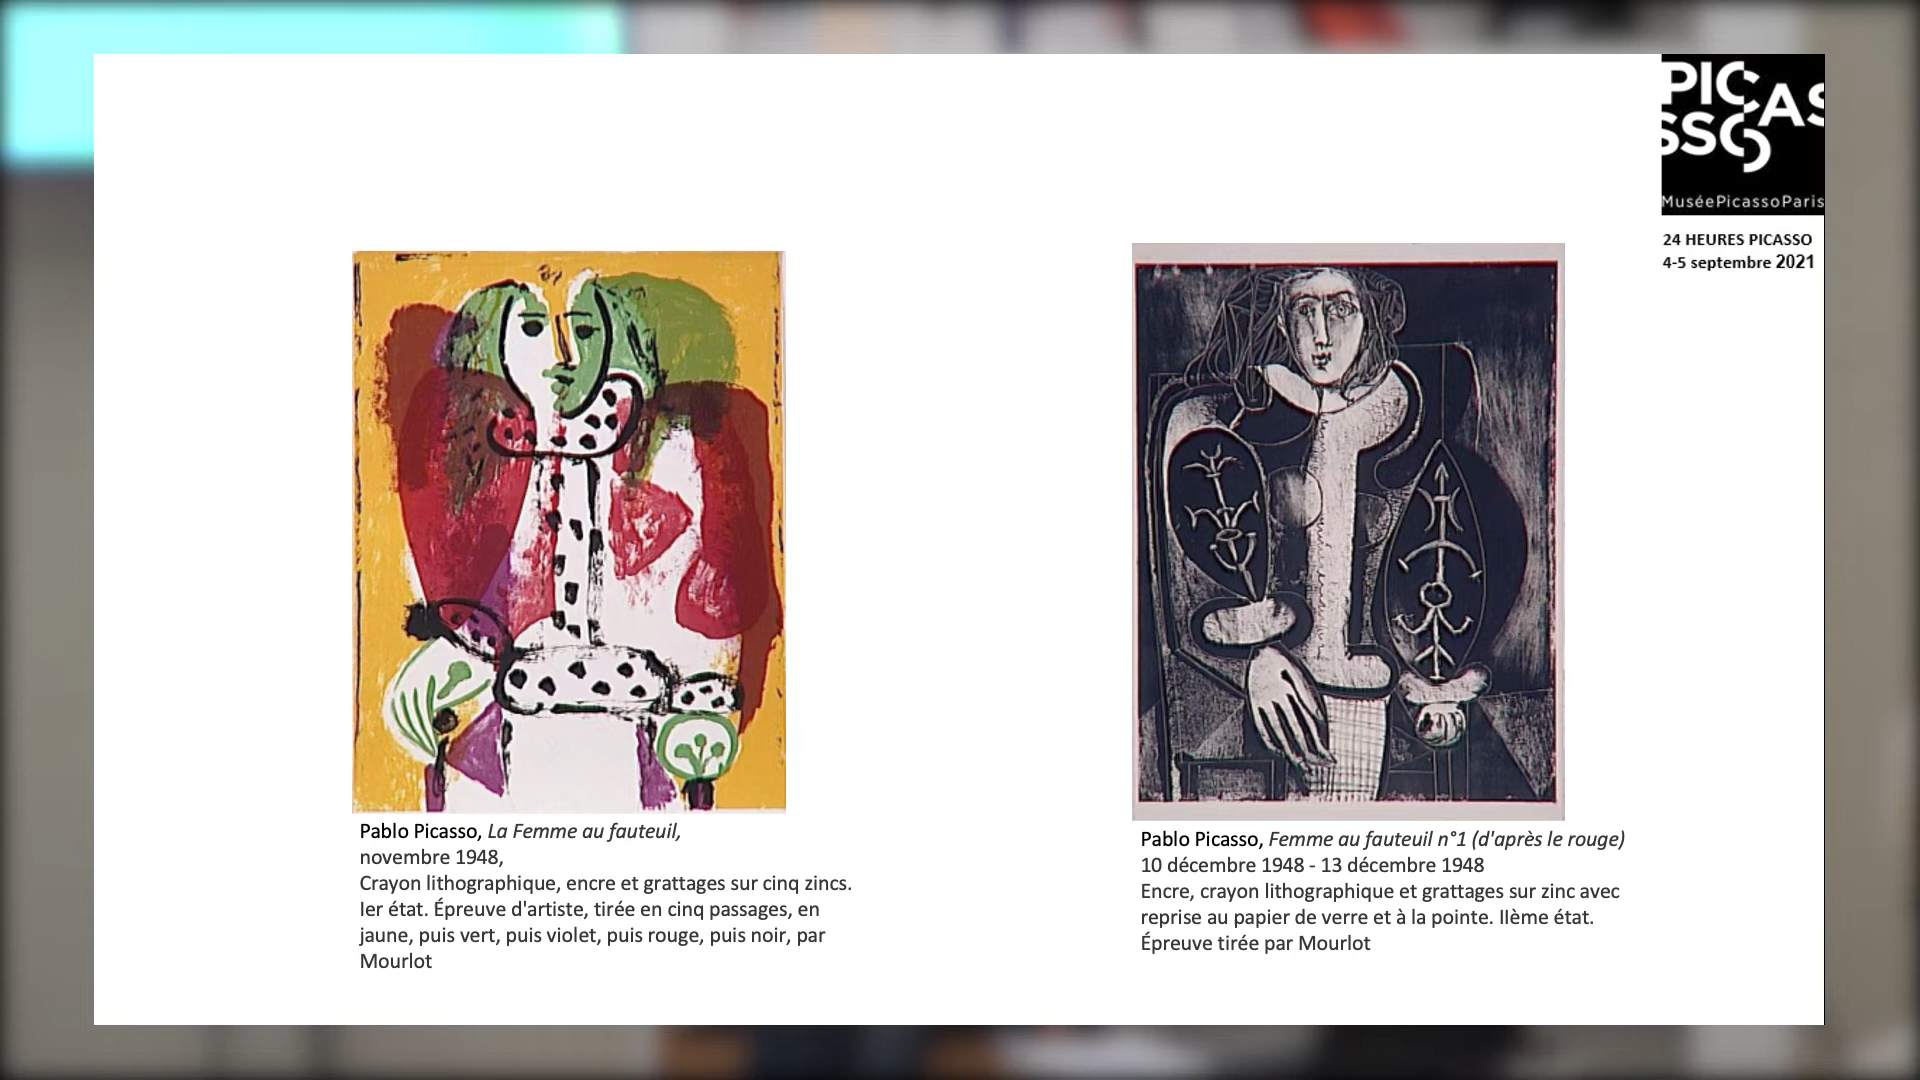 PICAS
SSO
MuséePicassoParis
24 HEURES PICASSO
4-5 septembre 2021
Pablo Picasso, La Femme au fauteuil,
novembre 1948,
Crayon lithographique, encre et grattages sur cinq zincs.
Ier état. Épreuve d'artiste, tirée en cinq passages, en
jaune, puis vert, puis violet, puis rouge, puis noir, par
Mourlot
Pablo Picasso, Femme au fauteuil n°1 (d'après le rouge)
10 décembre 1948 - 13 décembre 1948
Encre, crayon lithographique et grattages sur zinc avec
reprise au papier de verre et à la pointe. IIème état.
Épreuve tirée par Mourlot